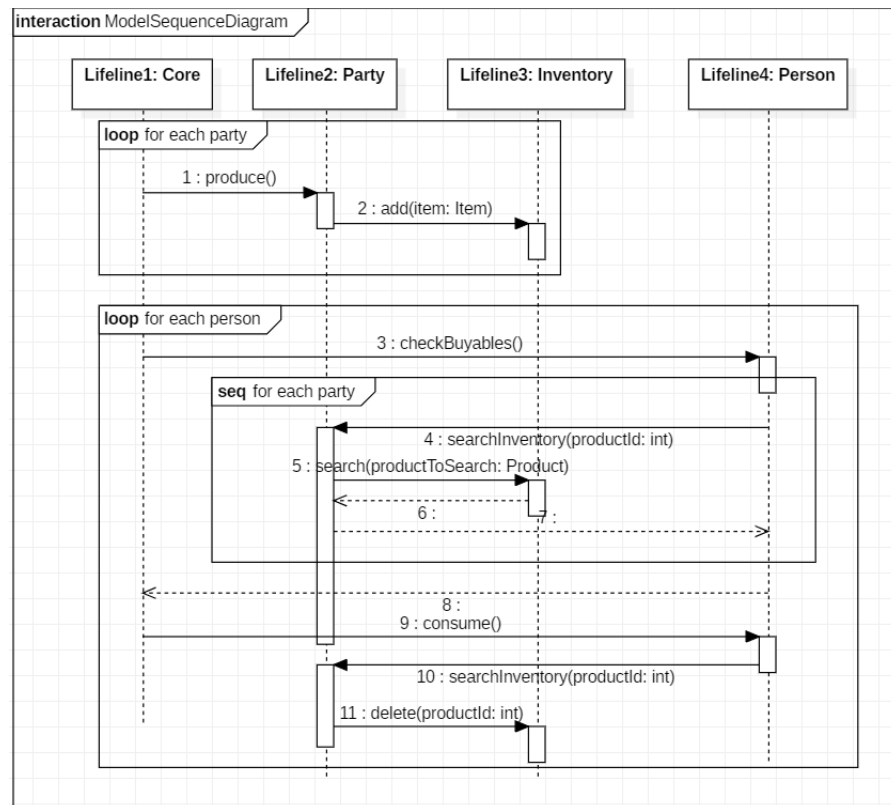 interaction ModelSequenceDiagram
Lifeline1: Core
Lifeline2: Party
Lifeline3: Inventory
Lifeline4: Person
loop for each party
1 : produce()
2 : add(item: Item)
loop for each person
3 : checkBuyables()
seq for each party
4 : searchInventory(productId: int)
5 : search(productToSearch: Product)
6 :
7 :
8 :
9 : consume()
10 : searchInventory(productId: int)
11 : delete(productId: int)